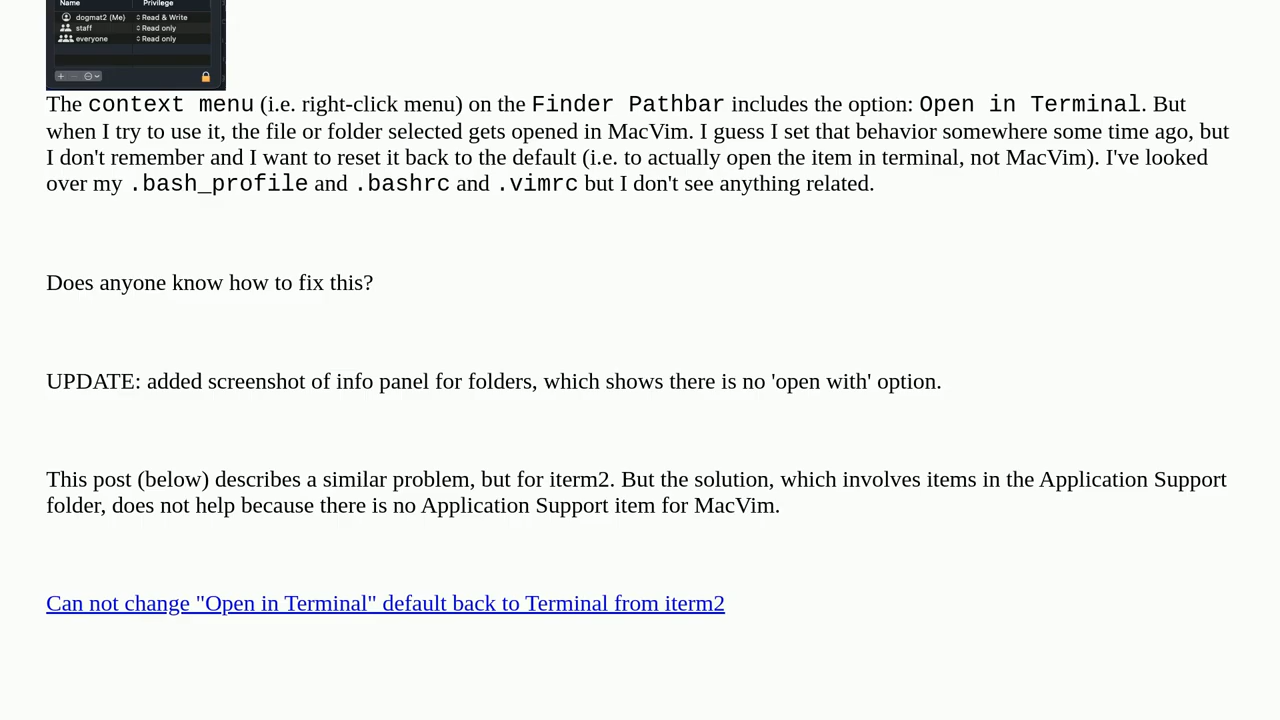 Name Privilege
dogmat2 (Me) Read & Write
staff Read only
everyone Read only
The context menu (i.e. right-click menu) on the Finder Pathbar includes the option: Open in Terminal. But
when I try to use it, the file or folder selected gets opened in MacVim. I guess I set that behavior somewhere some time ago, but
I don't remember and I want to reset it back to the default (i.e. to actually open the item in terminal, not MacVim). I've looked
over my .bash_profile and .bashrc and .vimrc but I don't see anything related.
Does anyone know how to fix this?
UPDATE: added screenshot of info panel for folders, which shows there is no 'open with' option.
This post (below) describes a similar problem, but for iterm2. But the solution, which involves items in the Application Support
folder, does not help because there is no Application Support item for MacVim.
Can not change "Open in Terminal" default back to Terminal from iterm2